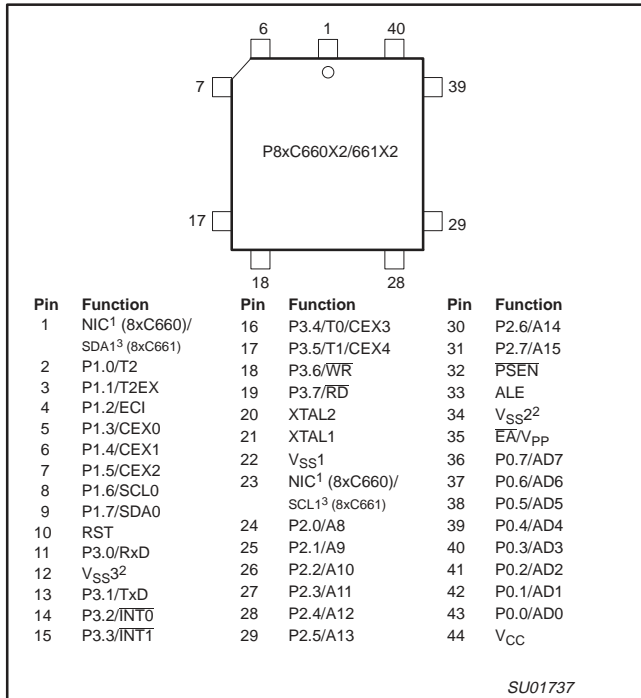 6 1 40
7 39
P8xC660X2/661X2
17 29
18 28
Pin Function
1 NIC¹ (8xC660)/
SDA1³ (8xC661)
2 P1.0/T2
3 P1.1/T2EX
4 P1.2/ECI
5 P1.3/CEX0
6 P1.4/CEX1
7 P1.5/CEX2
8 P1.6/SCL0
9 P1.7/SDA0
10 RST
11 P3.0/RxD
12 VSS3²
13 P3.1/TxD
14 P3.2/I̅N̅T̅0̅
15 P3.3/I̅N̅T̅1̅
Pin Function
16 P3.4/T0/CEX3
17 P3.5/T1/CEX4
18 P3.6/W̅R̅
19 P3.7/R̅D̅
20 XTAL2
21 XTAL1
22 VSS1
23 NIC¹ (8xC660)/
SCL1³ (8xC661)
24 P2.0/A8
25 P2.1/A9
26 P2.2/A10
27 P2.3/A11
28 P2.4/A12
29 P2.5/A13
Pin Function
30 P2.6/A14
31 P2.7/A15
32 P̅S̅E̅N̅
33 ALE
34 VSS2²
35 E̅A̅/VPP
36 P0.7/AD7
37 P0.6/AD6
38 P0.5/AD5
39 P0.4/AD4
40 P0.3/AD3
41 P0.2/AD2
42 P0.1/AD1
43 P0.0/AD0
44 VCC
SU01737